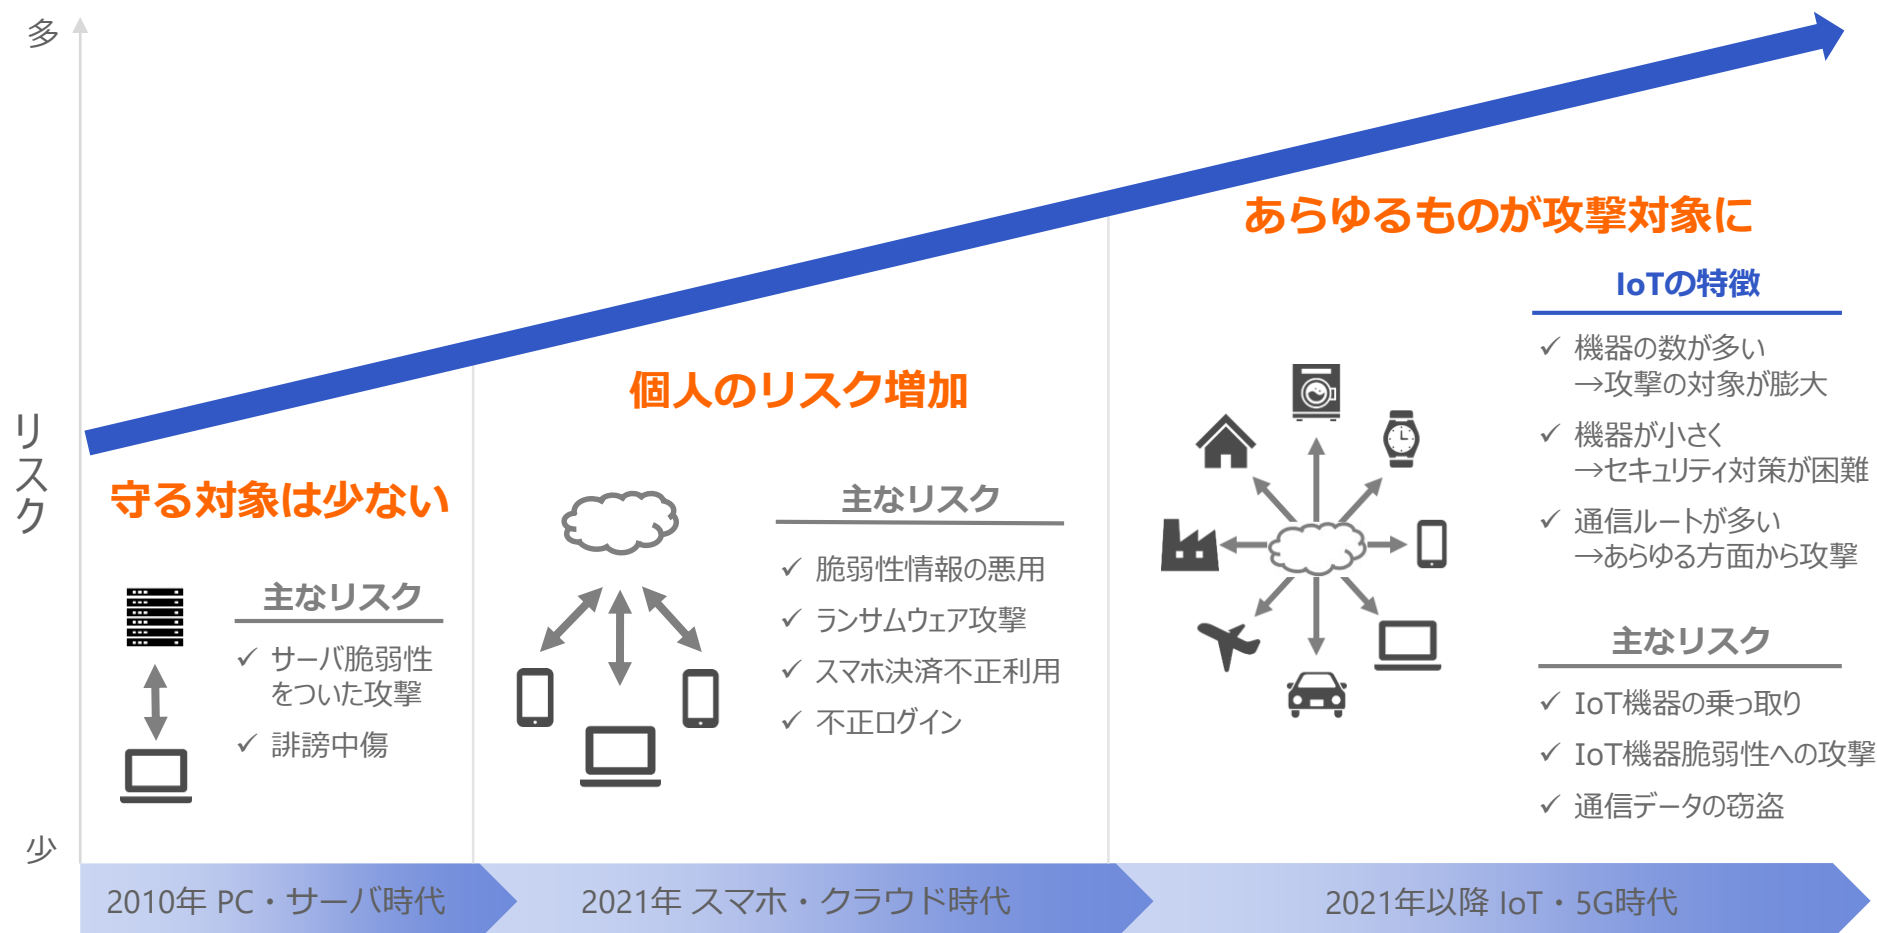 多
リスク
少
守る対象は少ない
主なリスク
✓ サーバ脆弱性
をついた攻撃
✓ 誹謗中傷
2010年 PC・サーバ時代
個人のリスク増加
主なリスク
✓ 脆弱性情報の悪用
✓ ランサムウェア攻撃
✓ スマホ決済不正利用
✓ 不正ログイン
2021年 スマホ・クラウド時代
あらゆるものが攻撃対象に
IoTの特徴
✓ 機器の数が多い
→攻撃の対象が膨大
✓ 機器が小さく
→セキュリティ対策が困難
✓ 通信ルートが多い
→あらゆる方面から攻撃
主なリスク
✓ IoT機器の乗っ取り
✓ IoT機器脆弱性への攻撃
✓ 通信データの窃盗
2021年以降 IoT・5G時代